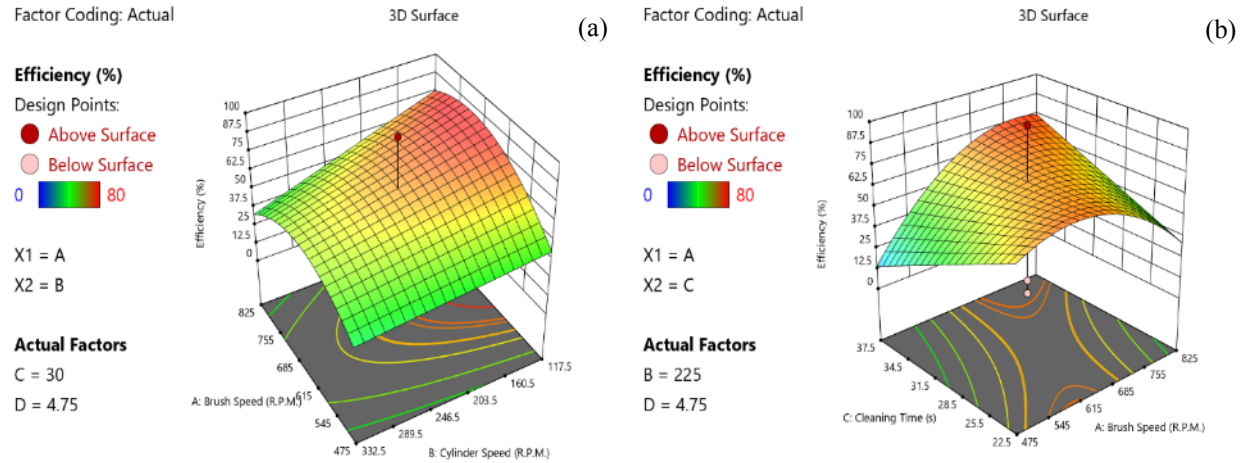 Factor Coding: Actual
3D Surface
(a)
Efficiency (%)
Design Points:
Above Surface
Below Surface
0 80
X1 = A
X2 = B
Actual Factors
C = 30
D = 4.75
Efficiency (%)
100
87.5
75
62.5
50
37.5
25
12.5
0
825
755
685
615
545
475
A: Brush Speed (R.P.M.)
332.5
289.5
246.5
203.5
160.5
117.5
B: Cylinder Speed (R.P.M.)
Factor Coding: Actual
3D Surface
(b)
Efficiency (%)
Design Points:
Above Surface
Below Surface
0 80
X1 = A
X2 = C
Actual Factors
B = 225
D = 4.75
Efficiency (%)
100
87.5
75
62.5
50
37.5
25
12.5
0
37.5
34.5
31.5
28.5
25.5
22.5
C: Cleaning Time (s)
475
545
615
685
755
825
A: Brush Speed (R.P.M.)